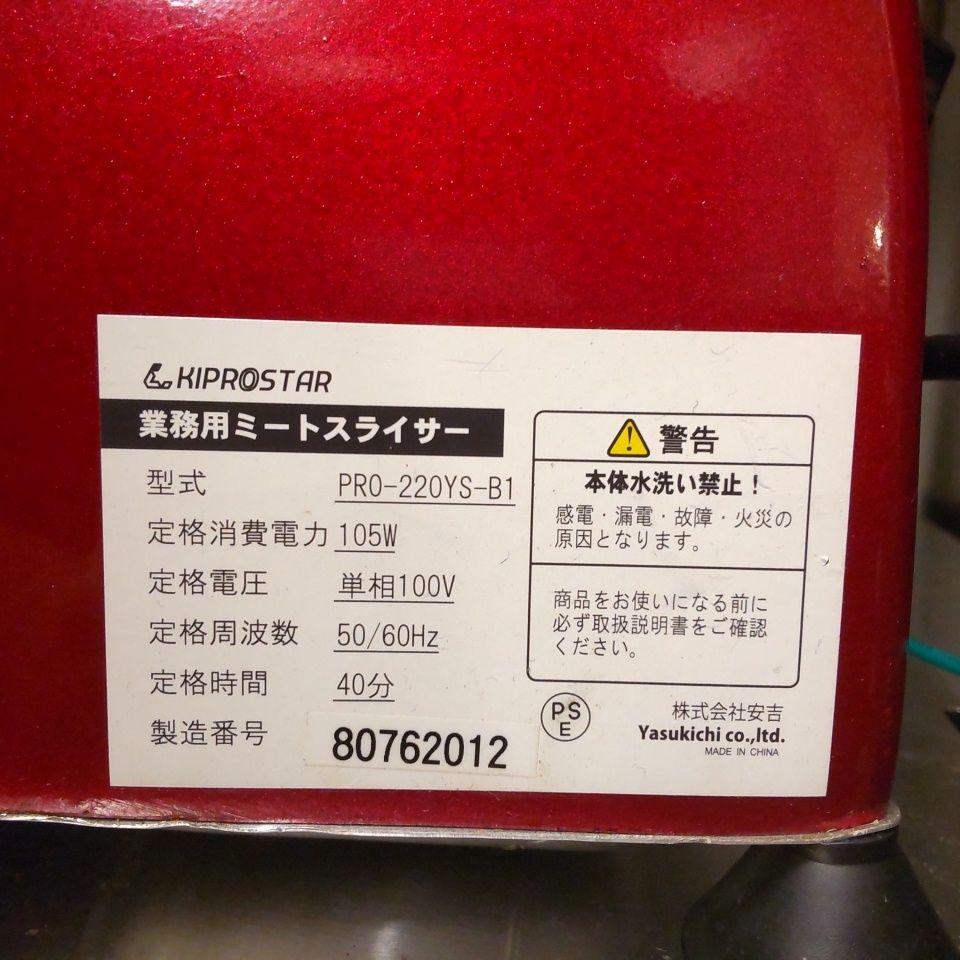 KIPROSTAR
業務用ミートスライサー
型式 PRO-220YS-B1
定格消費電力 105W
定格電圧 単相100V
定格周波数 50/60Hz
定格時間 40分
製造番号 80762012
警告
本体水洗い禁止！
感電・漏電・故障・火災の
原因となります。
商品をお使いになる前に
必ず取扱説明書をご確認
ください。
PS
E
株式会社安吉
Yasukichi co.,ltd.
MADE IN CHINA